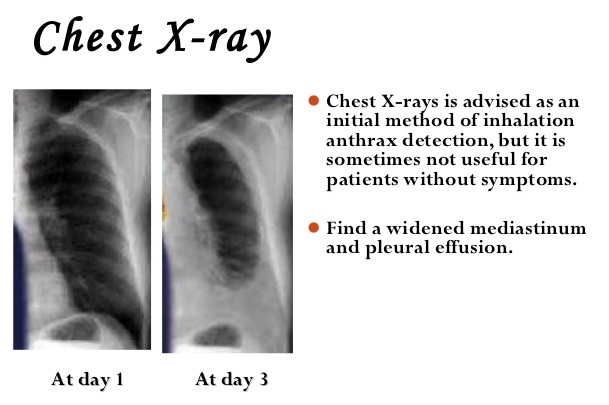 Chest X-ray
Chest X-rays is advised as an
initial method of inhalation
anthrax detection, but it is
sometimes not useful for
patients without symptoms.
Find a widened mediastinum
and pleural effusion.
At day 1
At day 3